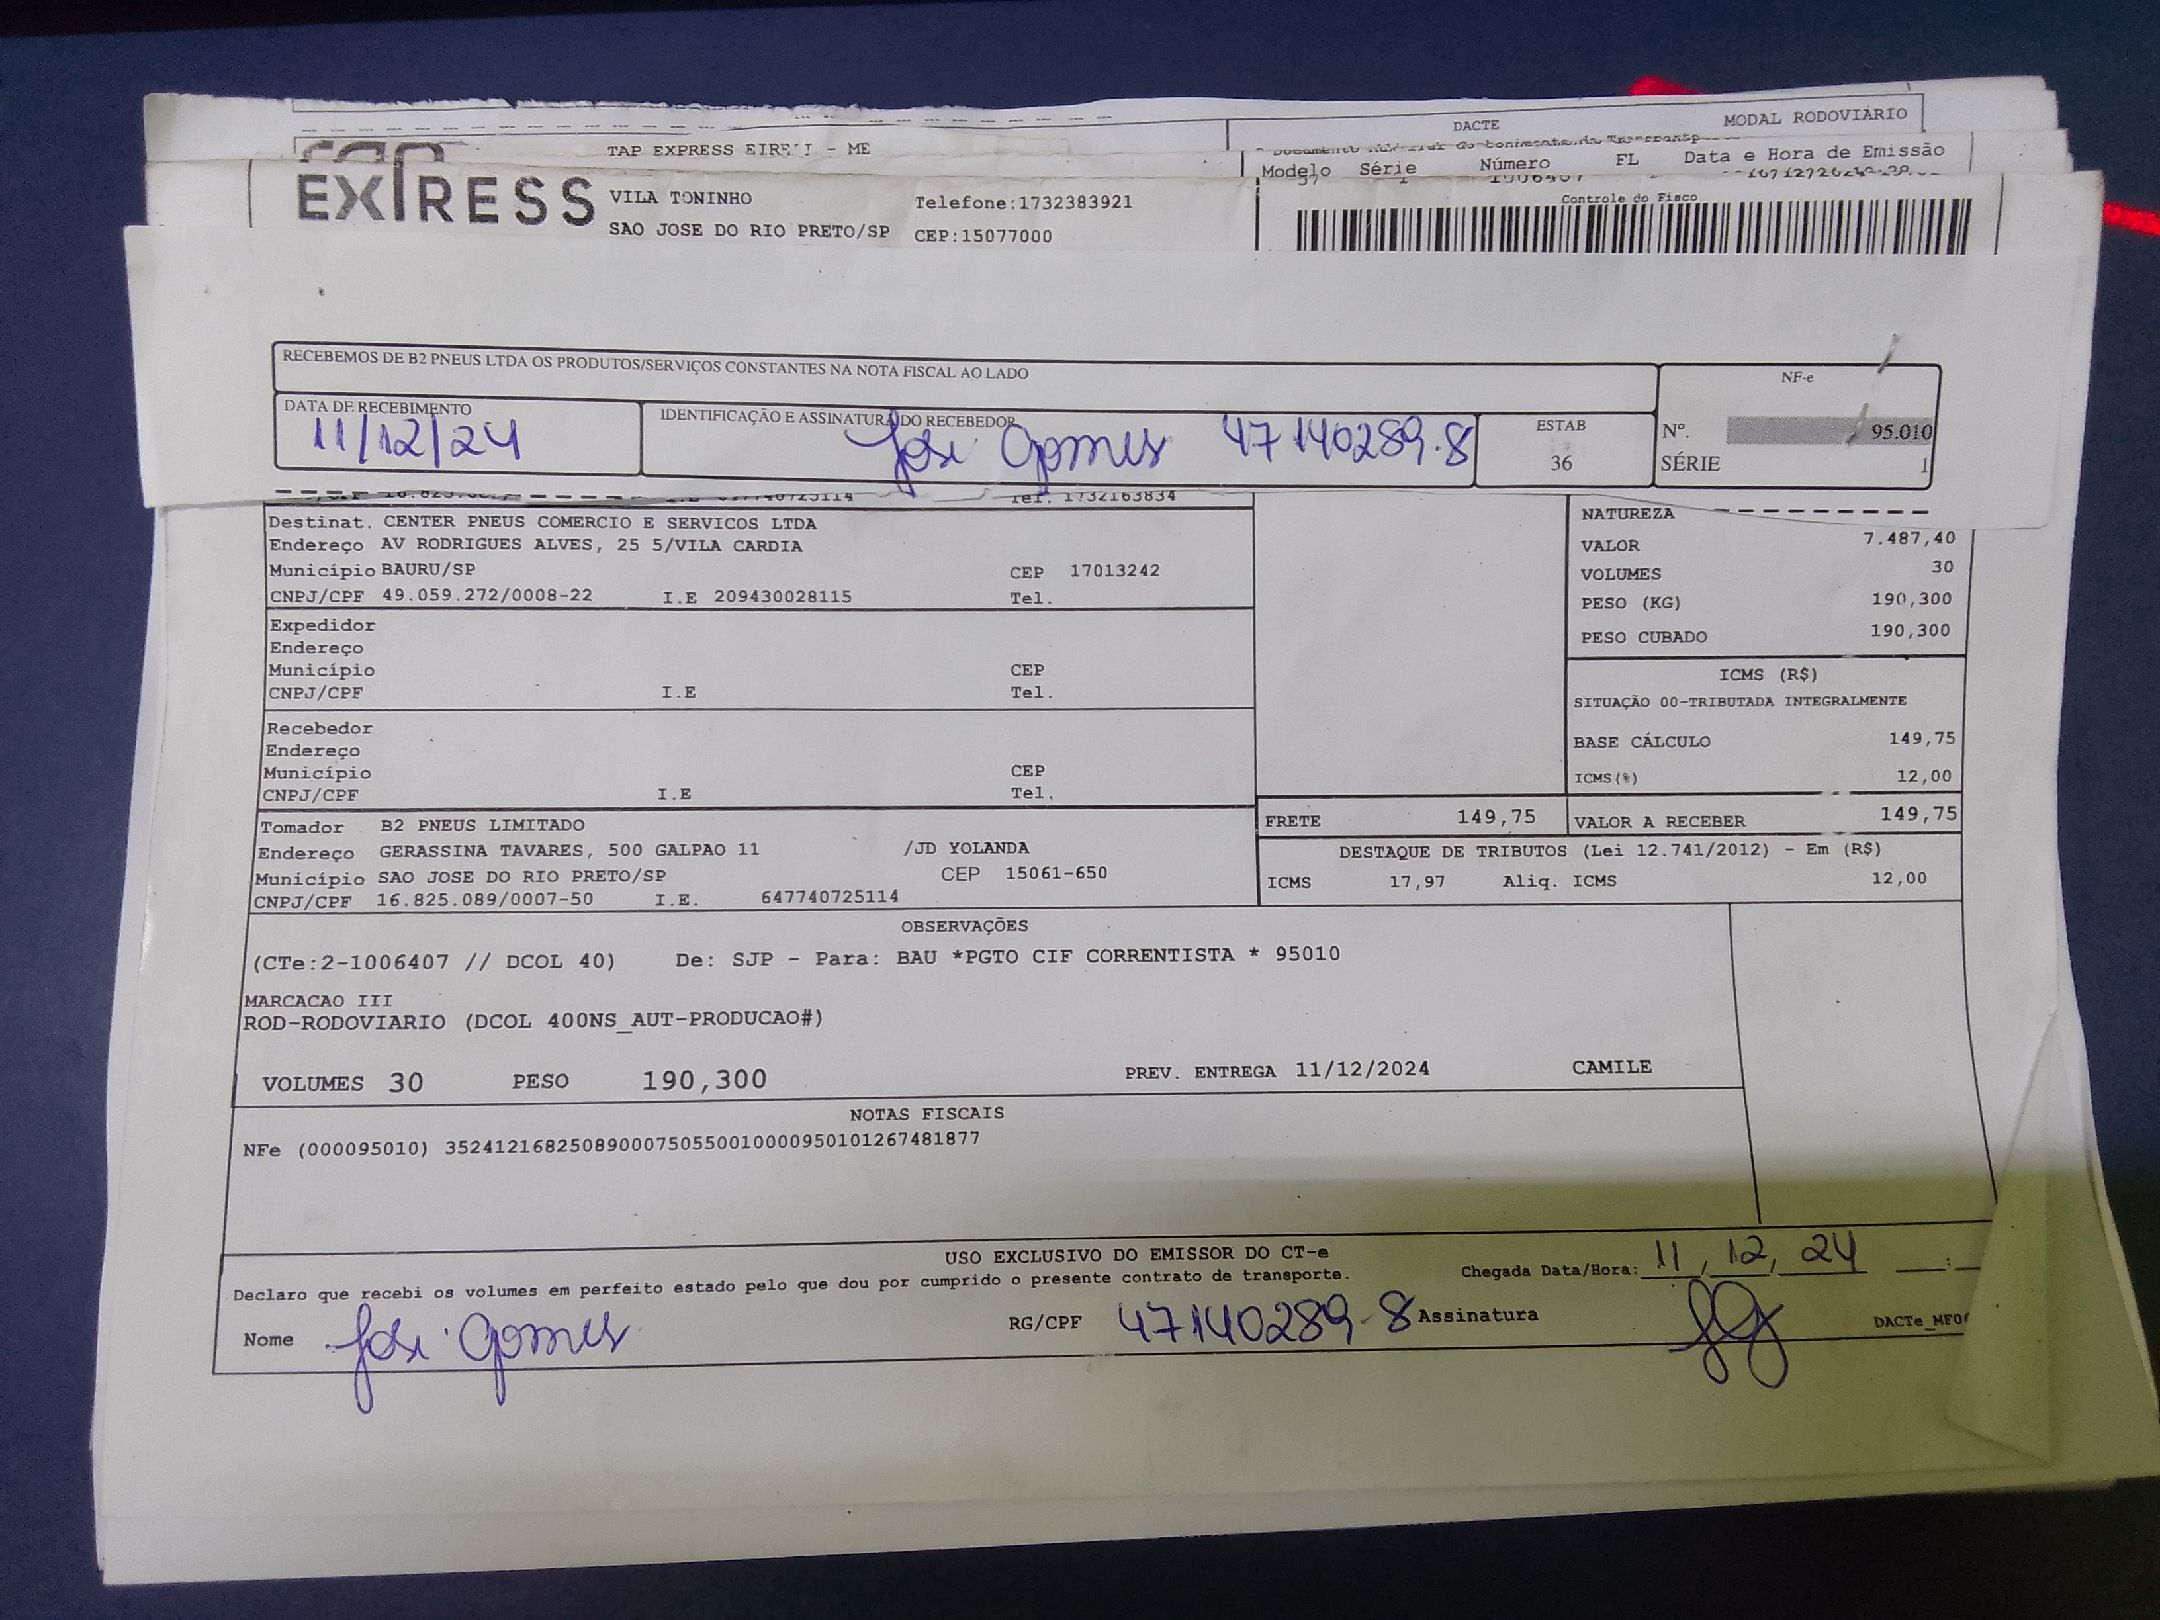 DACTE MODAL RODOVIÁRIO
TAP EXPRESS EIRELI - ME
Modelo Série Número FL Data e Hora de Emissão
EXPRESS VILA TONINHO Telefone:1732383921
SAO JOSE DO RIO PRETO/SP CEP:15077000
Controle do Fisco
RECEBEMOS DE B2 PNEUS LTDA OS PRODUTOS/SERVIÇOS CONSTANTES NA NOTA FISCAL AO LADO
NF-e
Nº. 95.010
SÉRIE 1
DATA DE RECEBIMENTO
11/12/24
IDENTIFICAÇÃO E ASSINATURA DO RECEBEDOR
José Gomes 47140289-8
ESTAB
36
Tel. 1732163834
Destinat. CENTER PNEUS COMERCIO E SERVICOS LTDA
Endereço AV RODRIGUES ALVES, 25 5/VILA CARDIA
Município BAURU/SP CEP 17013242
CNPJ/CPF 49.059.272/0008-22 I.E 209430028115 Tel.
Expedidor
Endereço
Município CEP
CNPJ/CPF I.E Tel.
Recebedor
Endereço
Município CEP
CNPJ/CPF I.E Tel.
Tomador B2 PNEUS LIMITADO
Endereço GERASSINA TAVARES, 500 GALPAO 11 /JD YOLANDA
Município SAO JOSE DO RIO PRETO/SP CEP 15061-650
CNPJ/CPF 16.825.089/0007-50 I.E. 647740725114
NATUREZA
VALOR 7.487,40
VOLUMES 30
PESO (KG) 190,300
PESO CUBADO 190,300
ICMS (R$)
SITUAÇÃO 00-TRIBUTADA INTEGRALMENTE
BASE CÁLCULO 149,75
ICMS(%) 12,00
FRETE 149,75 VALOR A RECEBER 149,75
DESTAQUE DE TRIBUTOS (Lei 12.741/2012) - Em (R$)
ICMS 17,97 Aliq. ICMS 12,00
OBSERVAÇÕES
(CTe:2-1006407 // DCOL 40) De: SJP - Para: BAU *PGTO CIF CORRENTISTA * 95010
MARCACAO III
ROD-RODOVIARIO (DCOL 400NS_AUT-PRODUCAO#)
VOLUMES 30 PESO 190,300 PREV. ENTREGA 11/12/2024 CAMILE
NOTAS FISCAIS
NFe (000095010) 35241216825089000750550010000950101267481877
USO EXCLUSIVO DO EMISSOR DO CT-e
Declaro que recebi os volumes em perfeito estado pelo que dou por cumprido o presente contrato de transporte. Chegada Data/Hora: 11, 12, 24 :
Nome José Gomes RG/CPF 47140289-8 Assinatura JG